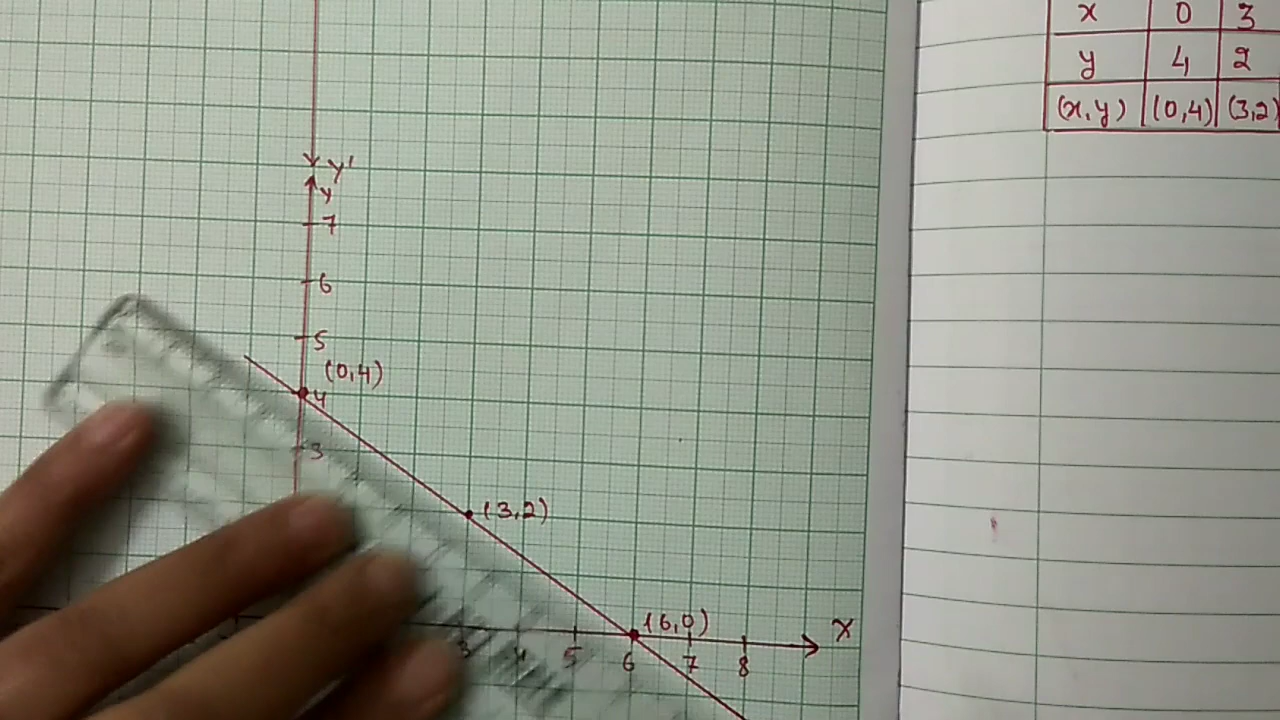 y'
y
7
6
5
(0,4)
4
3
(3,2)
(6,0)
X
3 4 5 6 7 8
x 0 3
y 4 2
(x,y) (0,4) (3,2)